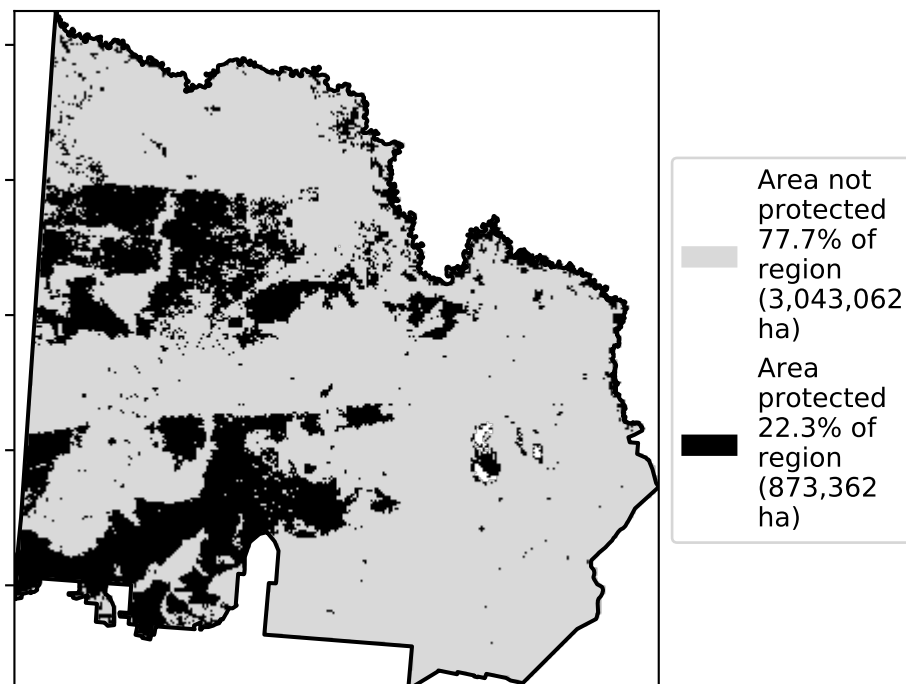 Area not
protected
77.7% of
region
(3,043,062
ha)
Area
protected
22.3% of
region
(873,362
ha)